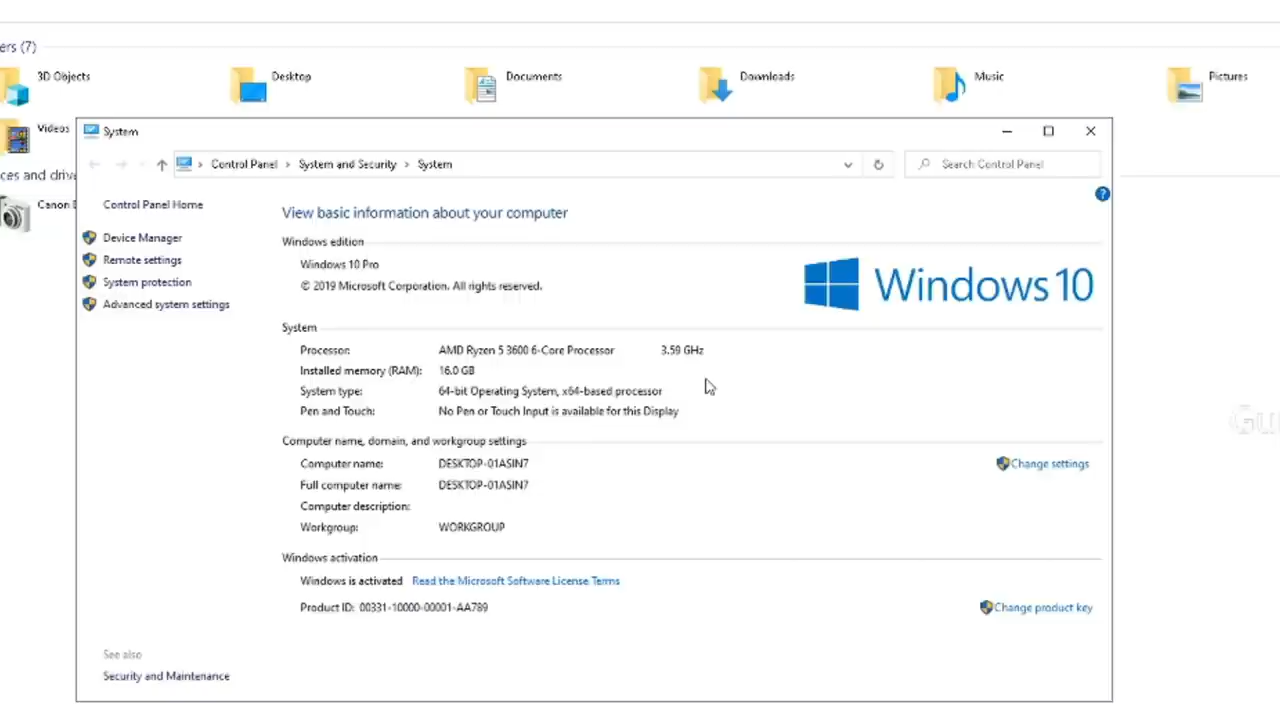 ers (7)
3D Objects
Desktop
Documents
Downloads
Music
Pictures
Videos
System
ces and driv
Control Panel > System and Security > System
Search Control Panel
Canon
Control Panel Home
?
View basic information about your computer
Device Manager
Windows edition
Remote settings
Windows 10 Pro
System protection
© 2019 Microsoft Corporation. All rights reserved.
Windows 10
Advanced system settings
System
Processor: AMD Ryzen 5 3600 6-Core Processor 3.59 GHz
Installed memory (RAM): 16.0 GB
System type: 64-bit Operating System, x64-based processor
Pen and Touch: No Pen or Touch Input is available for this Display
Gu
Computer name, domain, and workgroup settings
Computer name: DESKTOP-01ASIN7
Change settings
Full computer name: DESKTOP-01ASIN7
Computer description:
Workgroup: WORKGROUP
Windows activation
Windows is activated Read the Microsoft Software License Terms
Product ID: 00331-10000-00001-AA789
Change product key
See also
Security and Maintenance